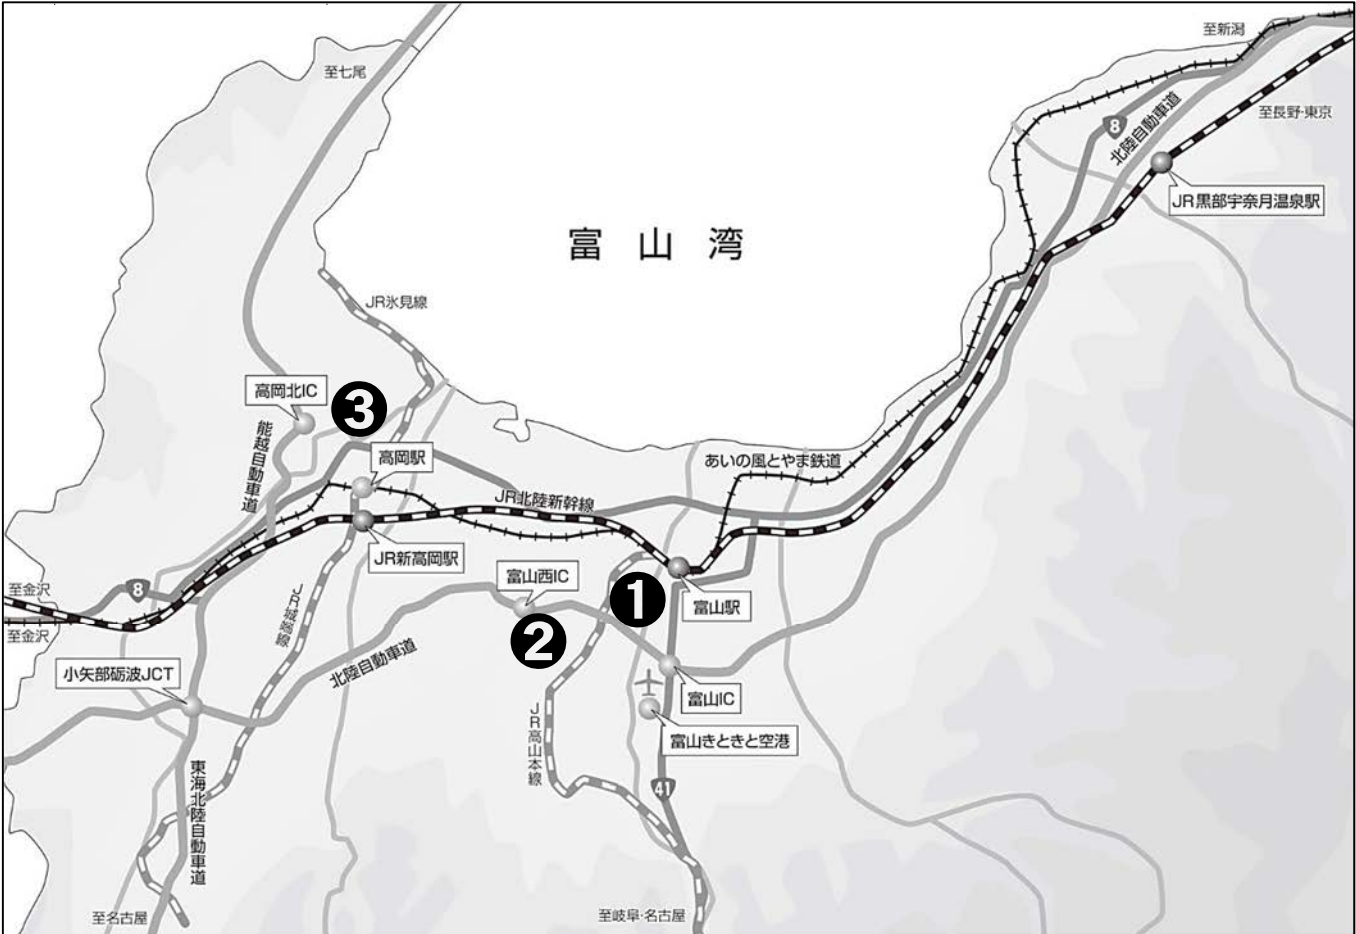 至新潟
至七尾
8
北陸自動車道
至長野・東京
JR黒部宇奈月温泉駅
富山湾
JR氷見線
高岡北IC
3
能越自動車道
高岡駅
あいの風とやま鉄道
JR北陸新幹線
JR新高岡駅
至金沢
8
至金沢
富山西IC
1
富山駅
2
JR城端線
北陸自動車道
小矢部砺波JCT
富山IC
JR高山本線
富山きときと空港
41
東海北陸自動車道
至名古屋
至岐阜・名古屋